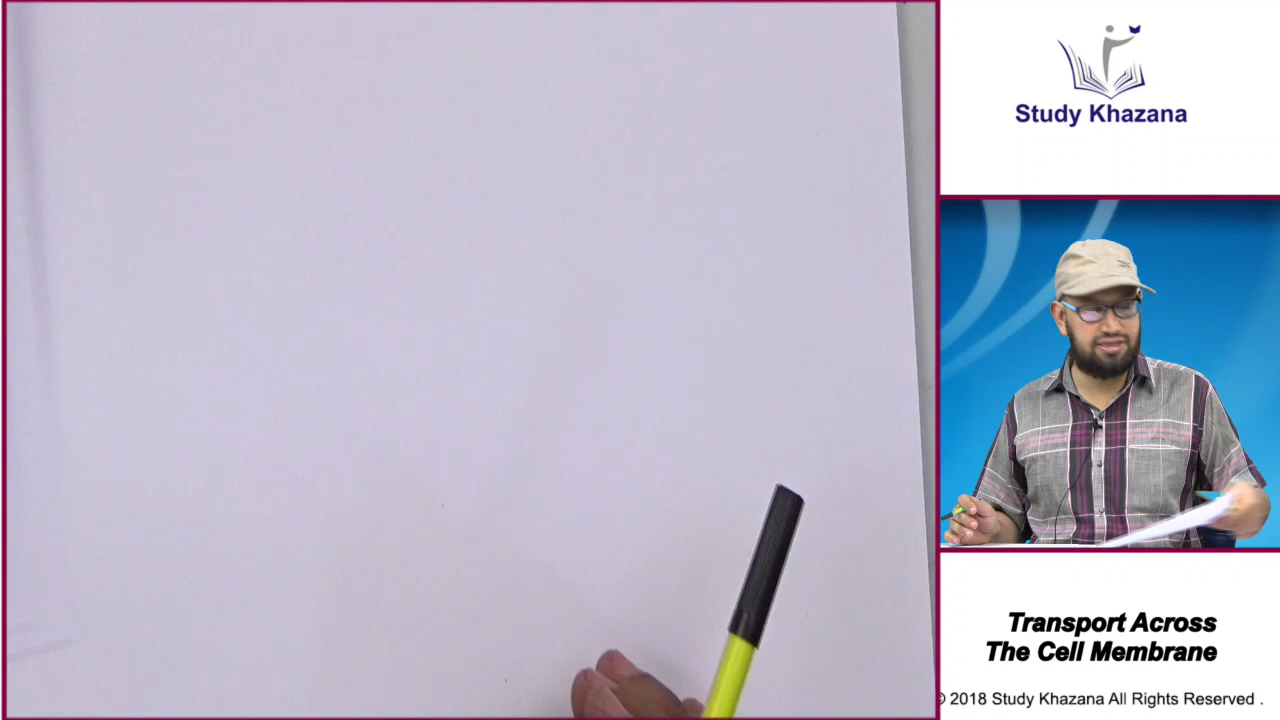 Study Khazana
Transport Across
The Cell Membrane
© 2018 Study Khazana All Rights Reserved .